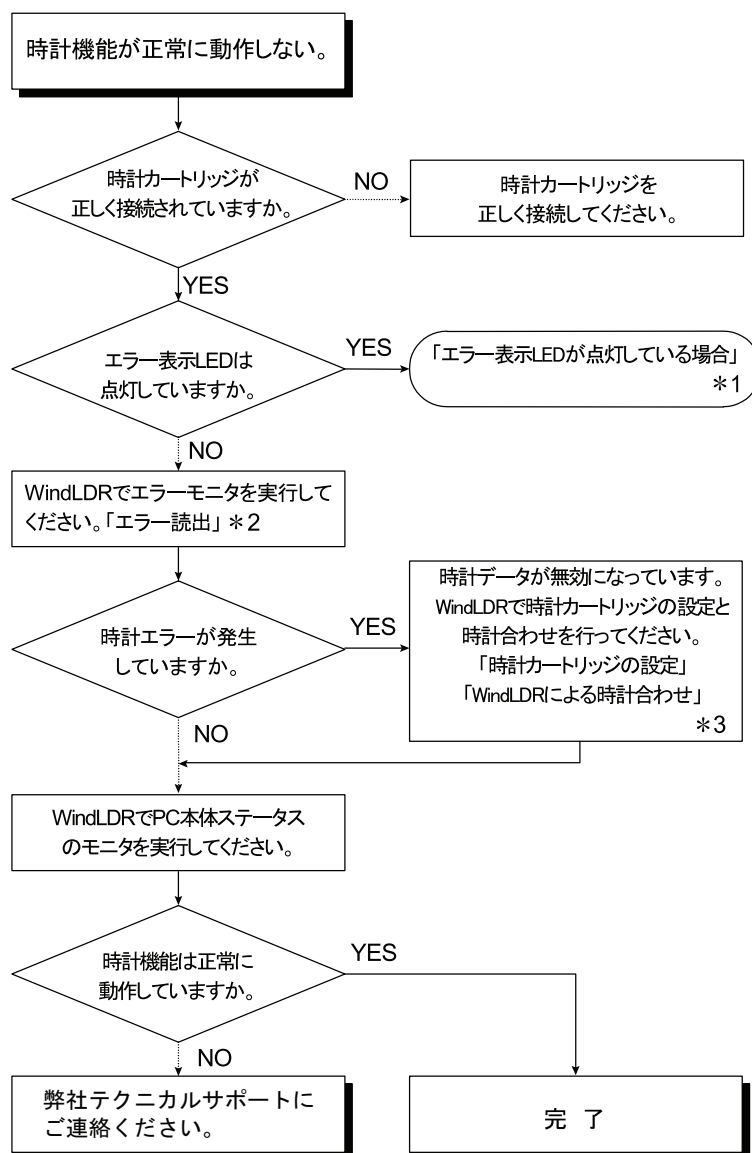 時計機能が正常に動作しない。
時計カートリッジが
正しく接続されていますか。
NO
時計カートリッジを
正しく接続してください。
YES
エラー表示LEDは
点灯していますか。
YES
「エラー表示LEDが点灯している場合」
＊1
NO
WindLDRでエラーモニタを実行して
ください。「エラー読出」＊2
時計エラーが発生
していますか。
YES
時計データが無効になっています。
WindLDRで時計カートリッジの設定と
時計合わせを行ってください。
「時計カートリッジの設定」
「WindLDRによる時計合わせ」
＊3
NO
WindLDRでPC本体ステータス
のモニタを実行してください。
時計機能は正常に
動作していますか。
YES
NO
弊社テクニカルサポートに
ご連絡ください。
完 了